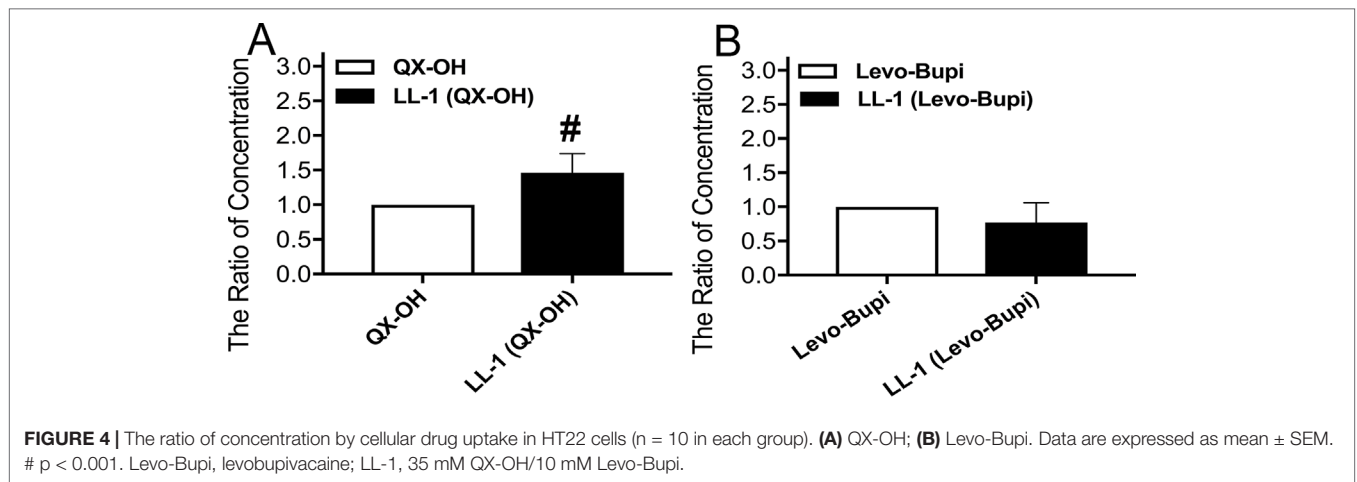 A
The Ratio of Concentration
3.0
2.5
2.0
1.5
1.0
0.5
0.0
QX-OH
LL-1 (QX-OH)
#
QX-OH
LL-1 (QX-OH)
B
The Ratio of Concentration
3.0
2.5
2.0
1.5
1.0
0.5
0.0
Levo-Bupi
LL-1 (Levo-Bupi)
Levo-Bupi
LL-1 (Levo-Bupi)
FIGURE 4 | The ratio of concentration by cellular drug uptake in HT22 cells (n = 10 in each group). (A) QX-OH; (B) Levo-Bupi. Data are expressed as mean ± SEM.
# p < 0.001. Levo-Bupi, levobupivacaine; LL-1, 35 mM QX-OH/10 mM Levo-Bupi.